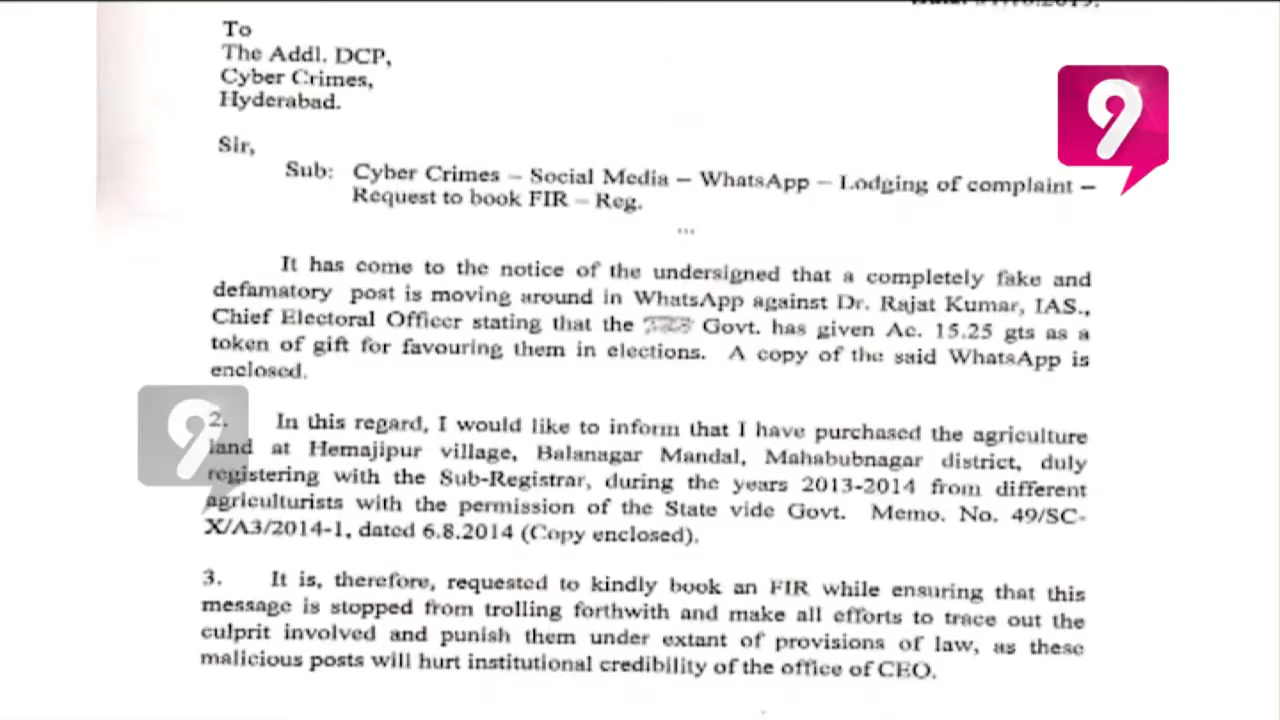 To
The Addl. DCP,
Cyber Crimes,
Hyderabad.
Sir,
Sub: Cyber Crimes – Social Media – WhatsApp – Lodging of complaint –
Request to book FIR – Reg.
...
It has come to the notice of the undersigned that a completely fake and
defamatory post is moving around in WhatsApp against Dr. Rajat Kumar, IAS.,
Chief Electoral Officer stating that the Govt. has given Ac. 15.25 gts as a
token of gift for favouring them in elections. A copy of the said WhatsApp is
enclosed.
2. In this regard, I would like to inform that I have purchased the agriculture
land at Hemajipur village, Balanagar Mandal, Mahabubnagar district, duly
registering with the Sub-Registrar, during the years 2013-2014 from different
agriculturists with the permission of the State vide Govt. Memo. No. 49/SC-
X/A3/2014-1, dated 6.8.2014 (Copy enclosed).
3. It is, therefore, requested to kindly book an FIR while ensuring that this
message is stopped from trolling forthwith and make all efforts to trace out the
culprit involved and punish them under extant of provisions of law, as these
malicious posts will hurt institutional credibility of the office of CEO.
9
9